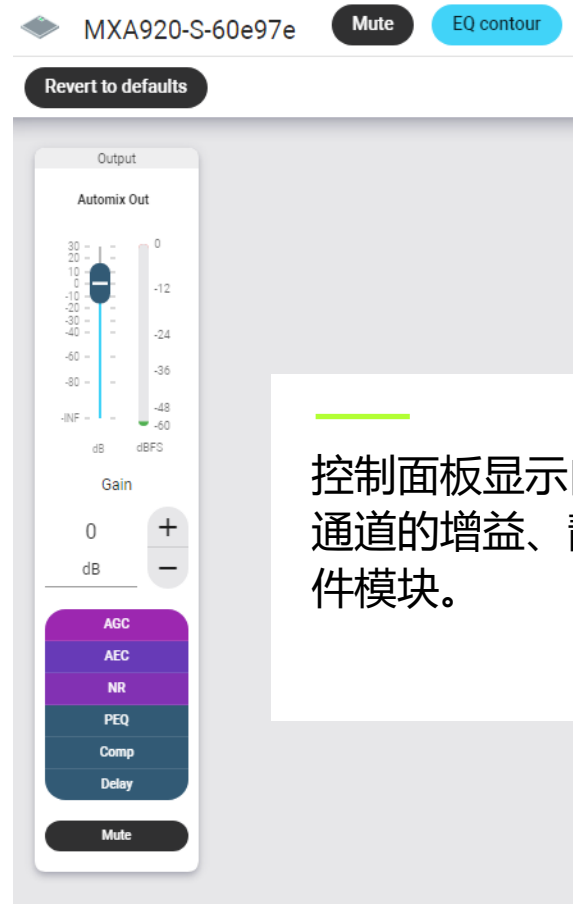 MXA920-S-60e97e
Mute
EQ contour
Revert to defaults
Output
Automix Out
30
20
10
0
-10
-20
-30
-40
-60
-80
-INF
0
-12
-24
-36
-48
-60
dB
dBFS
Gain
0
+
dB
−
AGC
AEC
NR
PEQ
Comp
Delay
Mute
控制面板显示
通道的增益、
件模块。